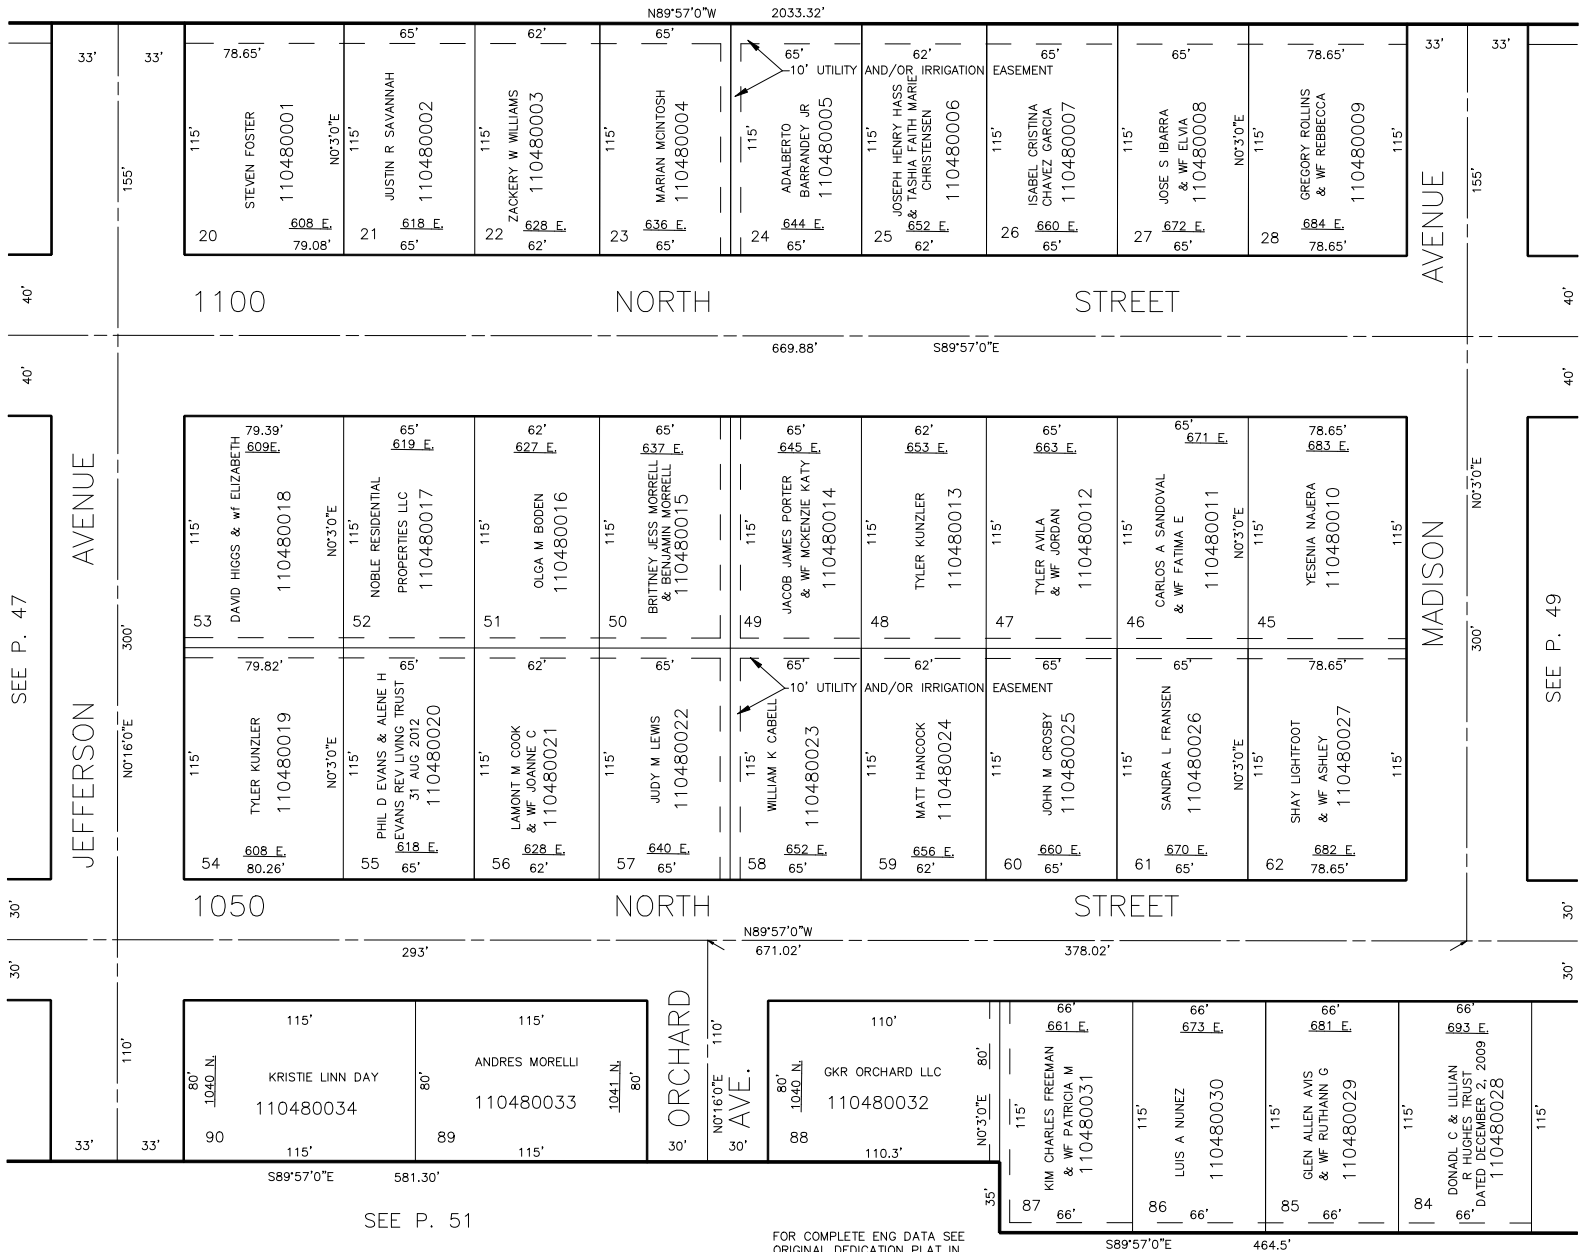 N89°57'0"W 2033.32'
33' 33' 78.65' 65' 62' 65' 65' 62' 65' 65' 78.65' 33' 33'
10' UTILITY AND/OR IRRIGATION EASEMENT
155'
115' STEVEN FOSTER 110480001 N0°3'0"E 608 E. 20 79.08'
115' JUSTIN R SAVANNAH 110480002 618 E. 21 65'
115' ZACKERY W WILLIAMS 110480003 628 E. 22 62'
115' MARIAN MCINTOSH 110480004 636 E. 23 65'
115' ADALBERTO
BARRANDEY JR
110480005 644 E. 24 65'
115' JOSEPH HENRY HASS
& TASHIA FAITH MARIE
CHRISTENSEN
110480006 652 E. 25 62'
115' ISABEL CRISTINA
CHAVEZ GARCIA
110480007 660 E. 26 65'
115' JOSE S IBARRA
& WF ELVIA
110480008 N0°3'0"E 672 E. 27 65'
115' GREGORY ROLLINS
& WF REBBECCA
110480009 115' 684 E. 28 78.65'
155'
AVENUE
40' 1100 NORTH STREET 40'
669.88' S89°57'0"E
40' 40'
JEFFERSON AVENUE
SEE P. 47
300'
N0°16'0"E
79.39' 609E. 115' DAVID HIGGS & wf ELIZABETH
110480018 N0°3'0"E 53
65' 619 E. 115' NOBLE RESIDENTIAL
PROPERTIES LLC
110480017 52
62' 627 E. 115' OLGA M BODEN
110480016 51
65' 637 E. 115' BRITTNEY JESS MORRELL
& BENJAMIN MORRELL
110480015 50
65' 645 E. 115' JACOB JAMES PORTER
& WF MCKENZIE KATY
110480014 49
62' 653 E. 115' TYLER KUNZLER
110480013 48
65' 663 E. 115' TYLER AVILA
& WF JORDAN
110480012 47
65' 671 E. 115' CARLOS A SANDOVAL
& WF FATIMA E
110480011 N0°3'0"E 46
78.65' 683 E. 115' YESENIA NAJERA
110480010 115' 45
MADISON
N0°3'0"E
300'
SEE P. 49
10' UTILITY AND/OR IRRIGATION EASEMENT
79.82' 115' TYLER KUNZLER
110480019 N0°3'0"E 54 608 E. 80.26'
65' 115' PHIL D EVANS & ALENE H
EVANS REV LIVING TRUST
31 AUG 2012
110480020 55 618 E. 65'
62' 115' LAMONT M COOK
& WF JOANNE C
110480021 56 628 E. 62'
65' 115' JUDY M LEWIS
110480022 57 640 E. 65'
65' 115' WILLIAM K CABELL
110480023 58 652 E. 65'
62' 115' MATT HANCOCK
110480024 59 656 E. 62'
65' 115' JOHN M CROSBY
110480025 60 660 E. 65'
65' 115' SANDRA L FRANSEN
110480026 N0°3'0"E 61 670 E. 65'
78.65' 115' SHAY LIGHTFOOT
& WF ASHLEY
110480027 115' 62 682 E. 78.65'
30' 1050 NORTH STREET 30'
N89°57'0"W
293' 671.02' 378.02'
30' 30'
110'
33' 33'
115' 80' 1040 N. KRISTIE LINN DAY
110480034
90 115'
115' 80' ANDRES MORELLI
110480033 1041 N. 80'
89 115'
ORCHARD AVE.
110'
N0°16'0"E
30' 30'
110' 80' 1040 N. GKR ORCHARD LLC 80'
110480032 N0°3'0"E
88 110.3'
35'
66' 661 E. 115' KIM CHARLES FREEMAN
& WF PATRICIA M
110480031 87 66'
66' 673 E. 115' LUIS A NUNEZ
110480030 86 66'
66' 681 E. 115' GLEN ALLEN AVIS
& WF RUTHANN G
110480029 85 66'
66' 693 E. 115' DONADL C & LILLIAN
R HUGHES TRUST
DATED DECEMBER 2, 2009
110480028 115' 84 66'
S89°57'0"E 581.30'
SEE P. 51
S89°57'0"E 464.5'
FOR COMPLETE ENG DATA SEE
ORIGINAL DEDICATION PLAT IN